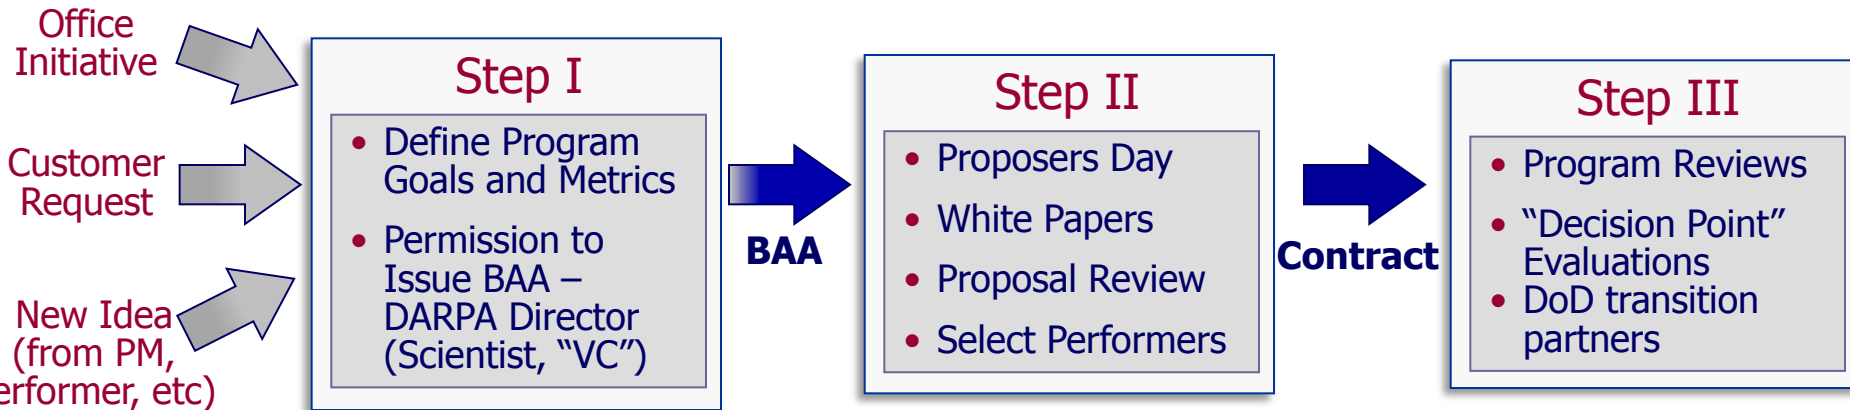 Office
Initiative
Customer
Request
New Idea
(from PM,
erformer, etc)
Step I
• Define Program
Goals and Metrics
• Permission to
Issue BAA –
DARPA Director
(Scientist, “VC”)
BAA
Step II
• Proposers Day
• White Papers
• Proposal Review
• Select Performers
Contract
Step III
• Program Reviews
• “Decision Point”
Evaluations
• DoD transition
partners